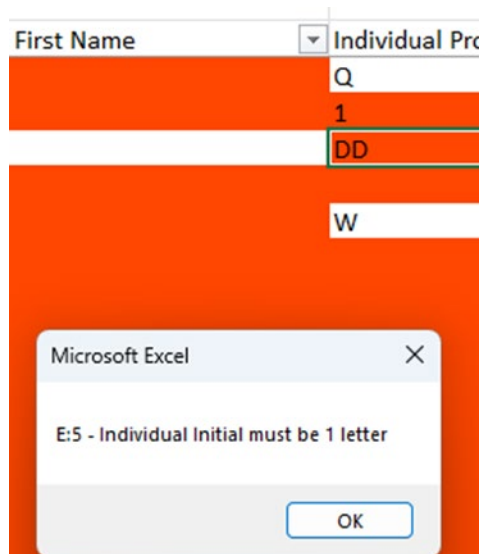 First Name Individual Pro
Q
1
DD
W
Microsoft Excel
E:5 - Individual Initial must be 1 letter
OK